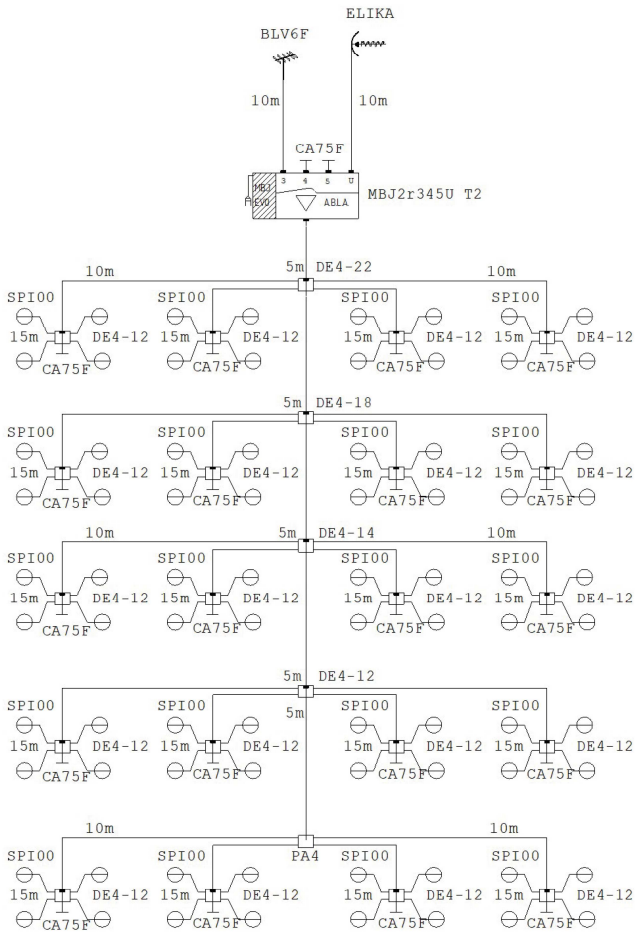 ELIKA
BLV6F
10m 10m
CA75F
3 4 5 U
MBJ
EVO A.B.L.A.
MBJ2r345U T2
5m DE4-22
10m 10m
SPI00 SPI00 SPI00 SPI00
15m DE4-12 15m DE4-12 15m DE4-12 15m DE4-12
CA75F CA75F CA75F CA75F
5m DE4-18
SPI00 SPI00 SPI00 SPI00
15m DE4-12 15m DE4-12 15m DE4-12 15m DE4-12
CA75F CA75F CA75F CA75F
10m 5m DE4-14 10m
SPI00 SPI00 SPI00 SPI00
15m DE4-12 15m DE4-12 15m DE4-12 15m DE4-12
CA75F CA75F CA75F CA75F
5m DE4-12
5m
SPI00 SPI00 SPI00 SPI00
15m DE4-12 15m DE4-12 15m DE4-12 15m DE4-12
CA75F CA75F CA75F CA75F
10m 10m
PA4
SPI00 SPI00 SPI00 SPI00
15m DE4-12 15m DE4-12 15m DE4-12 15m DE4-12
CA75F CA75F CA75F CA75F